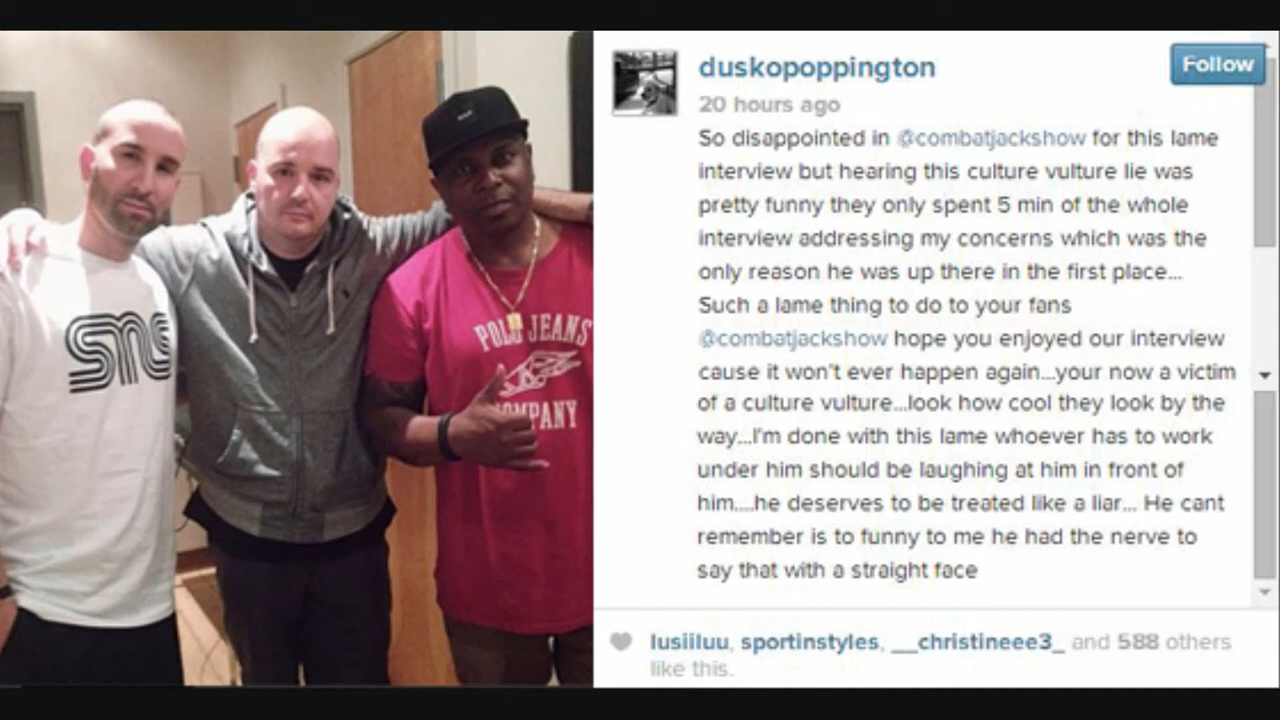 SNS
POLO JEANS
COMPANY
duskopoppington
Follow
20 hours ago
So disappointed in @combatjackshow for this lame
interview but hearing this culture vulture lie was
pretty funny they only spent 5 min of the whole
interview addressing my concerns which was the
only reason he was up there in the first place...
Such a lame thing to do to your fans
@combatjackshow hope you enjoyed our interview
cause it won't ever happen again...your now a victim
of a culture vulture...look how cool they look by the
way...I'm done with this lame whoever has to work
under him should be laughing at him in front of
him....he deserves to be treated like a liar... He cant
remember is to funny to me he had the nerve to
say that with a straight face
lusiiluu, sportinstyles, __christineee3_ and 588 others
like this.